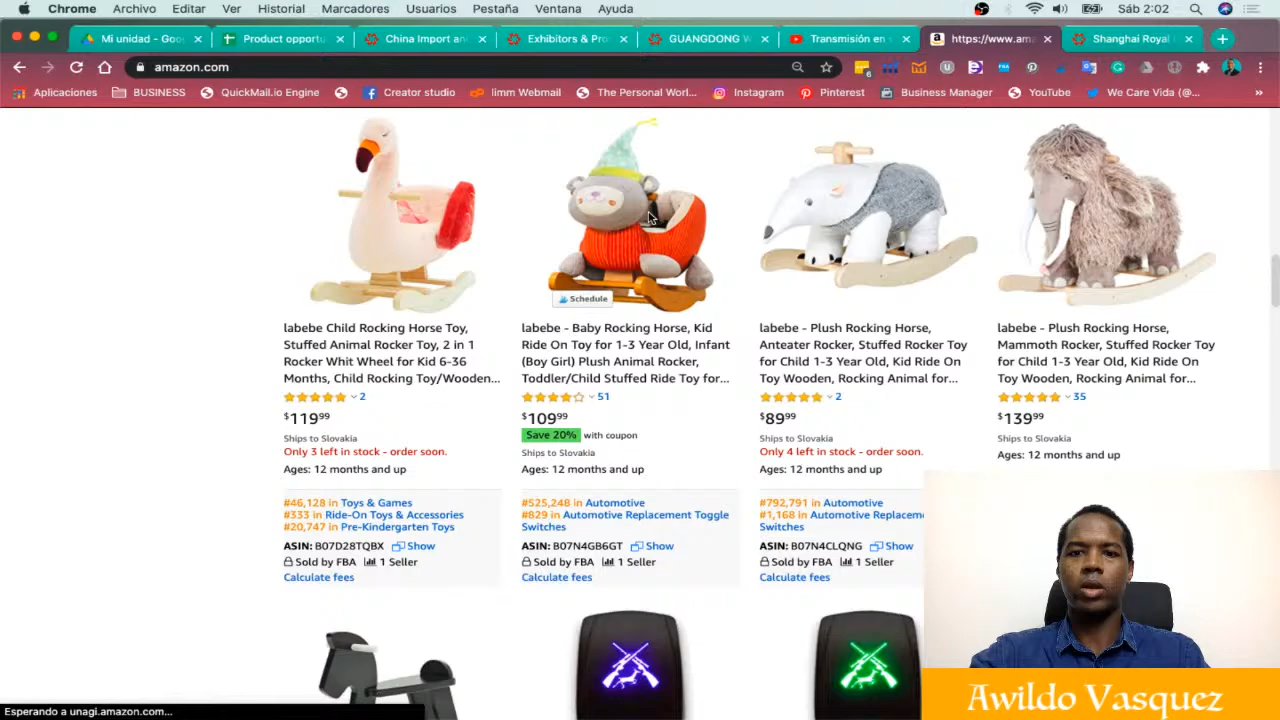 Chrome Archivo Editar Ver Historial Marcadores Usuarios Pestaña Ventana Ayuda Sáb 2:02
Mi unidad - Goo Product opportu China Import an Exhibitors & Pro GUANGDONG W Transmisión en https://www.ama Shanghai Royal
amazon.com
Aplicaciones BUSINESS QuickMail.io Engine Creator studio limm Webmail The Personal Worl... Instagram Pinterest Business Manager YouTube We Care Vida (@... »
Schedule
labebe Child Rocking Horse Toy,
Stuffed Animal Rocker Toy, 2 in 1
Rocker Whit Wheel for Kid 6-36
Months, Child Rocking Toy/Wooden...
2
$119 99
Ships to Slovakia
Only 3 left in stock - order soon.
Ages: 12 months and up
#46,128 in Toys & Games
#333 in Ride-On Toys & Accessories
#20,747 in Pre-Kindergarten Toys
ASIN: B07D28TQBX Show
Sold by FBA 1 Seller
Calculate fees
labebe - Baby Rocking Horse, Kid
Ride On Toy for 1-3 Year Old, Infant
(Boy Girl) Plush Animal Rocker,
Toddler/Child Stuffed Ride Toy for...
51
$109 99
Save 20% with coupon
Ships to Slovakia
Ages: 12 months and up
#525,248 in Automotive
#829 in Automotive Replacement Toggle
Switches
ASIN: B07N4GB6GT Show
Sold by FBA 1 Seller
Calculate fees
labebe - Plush Rocking Horse,
Anteater Rocker, Stuffed Rocker Toy
for Child 1-3 Year Old, Kid Ride On
Toy Wooden, Rocking Animal for...
2
$89 99
Ships to Slovakia
Only 4 left in stock - order soon.
Ages: 12 months and up
#792,791 in Automotive
#1,168 in Automotive Replaceme
Switches
ASIN: B07N4CLQNG Show
Sold by FBA 1 Seller
Calculate fees
labebe - Plush Rocking Horse,
Mammoth Rocker, Stuffed Rocker Toy
for Child 1-3 Year Old, Kid Ride On
Toy Wooden, Rocking Animal for...
35
$139 99
Ships to Slovakia
Ages: 12 months and up
Esperando a unagi.amazon.com...
Awildo Vasquez